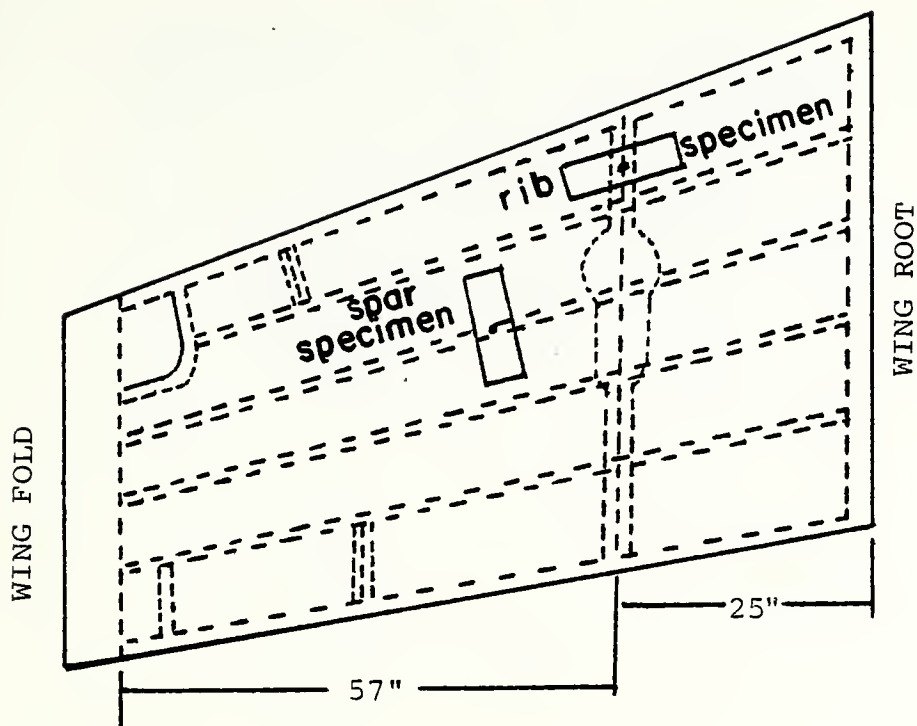 specimen
rib
spar
specimen
WING ROOT
WING FOLD
25"
57"